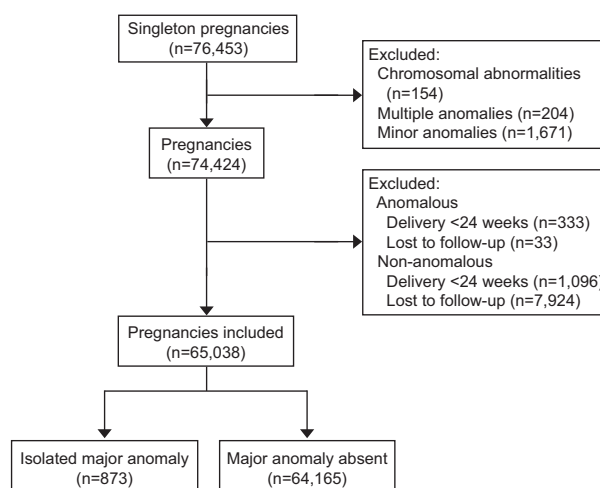 Singleton pregnancies
(n=76,453)
Excluded:
Chromosomal abnormalities
(n=154)
Multiple anomalies (n=204)
Minor anomalies (n=1,671)
Pregnancies
(n=74,424)
Excluded:
Anomalous
Delivery <24 weeks (n=333)
Lost to follow-up (n=33)
Non-anomalous
Delivery <24 weeks (n=1,096)
Lost to follow-up (n=7,924)
Pregnancies included
(n=65,038)
Isolated major anomaly
(n=873)
Major anomaly absent
(n=64,165)